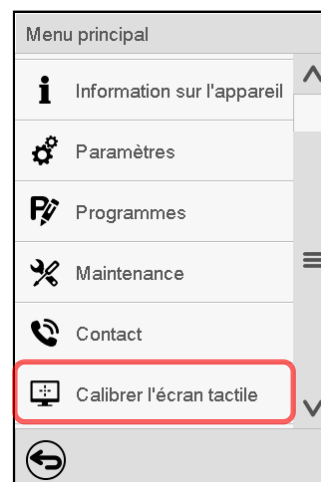 Menu principal
Information sur l'appareil
Paramètres
Programmes
Maintenance
Contact
Calibrer l'écran tactile